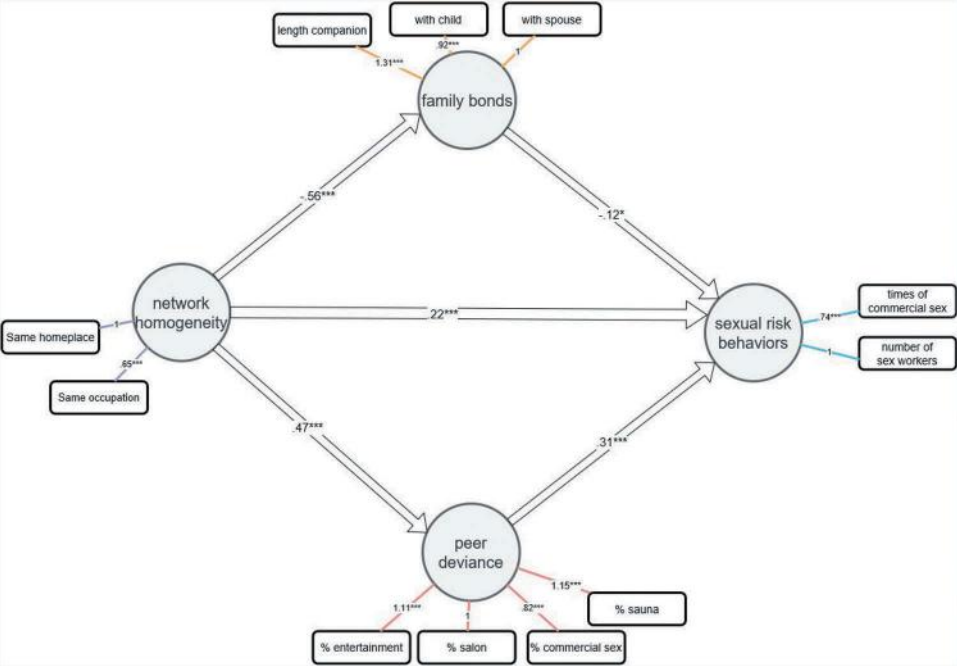 length companion
with child
with spouse
1.31***
.92***
1
family bonds
-.56***
-.12*
network
homogeneity
.22***
sexual risk
behaviors
times of
commercial sex
.74***
number of
sex workers
1
Same homeplace
1
.65***
Same occupation
.47***
.31***
peer
deviance
1.11***
1
.82***
1.15***
% sauna
% entertainment
% salon
% commercial sex